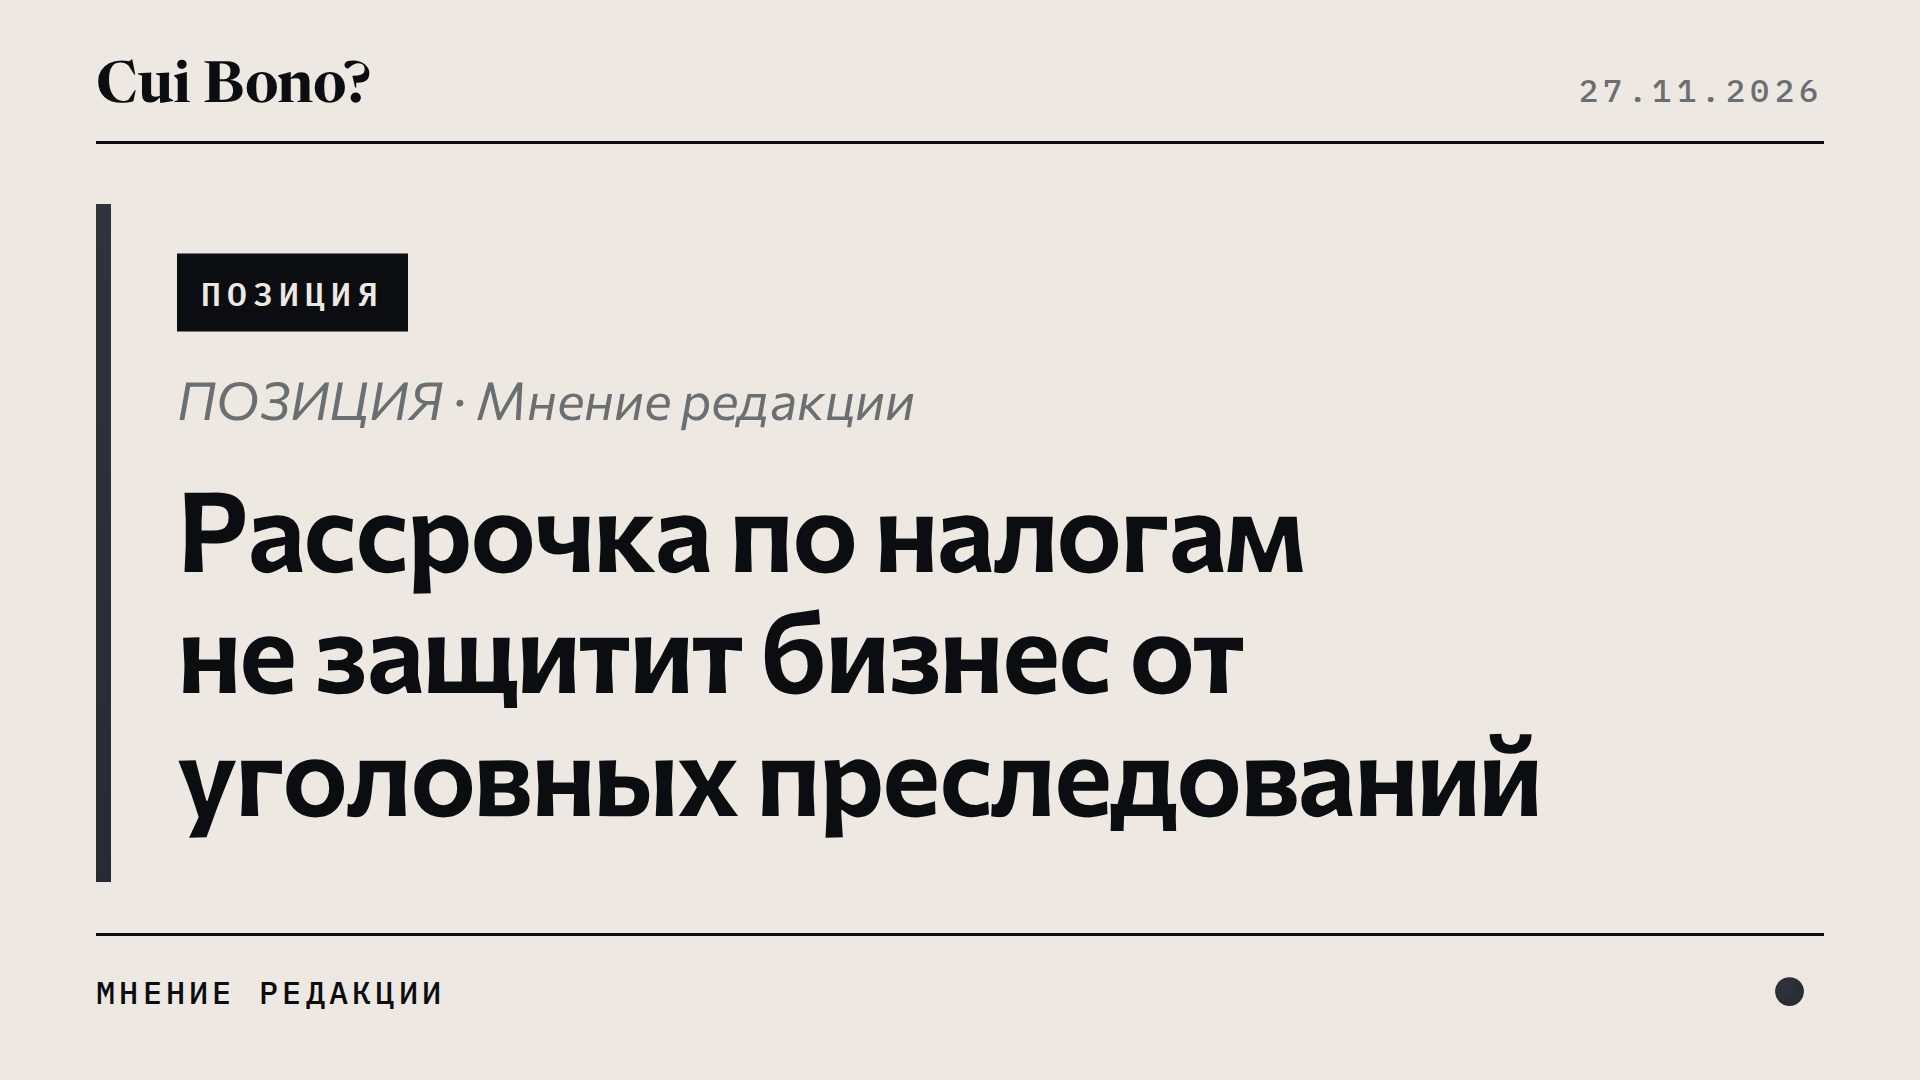 Cui Bono?
27.11.2026
ПОЗИЦИЯ
ПОЗИЦИЯ · Мнение редакции
Рассрочка по налогам
не защитит бизнес от
уголовных преследований
МНЕНИЕ РЕДАКЦИИ